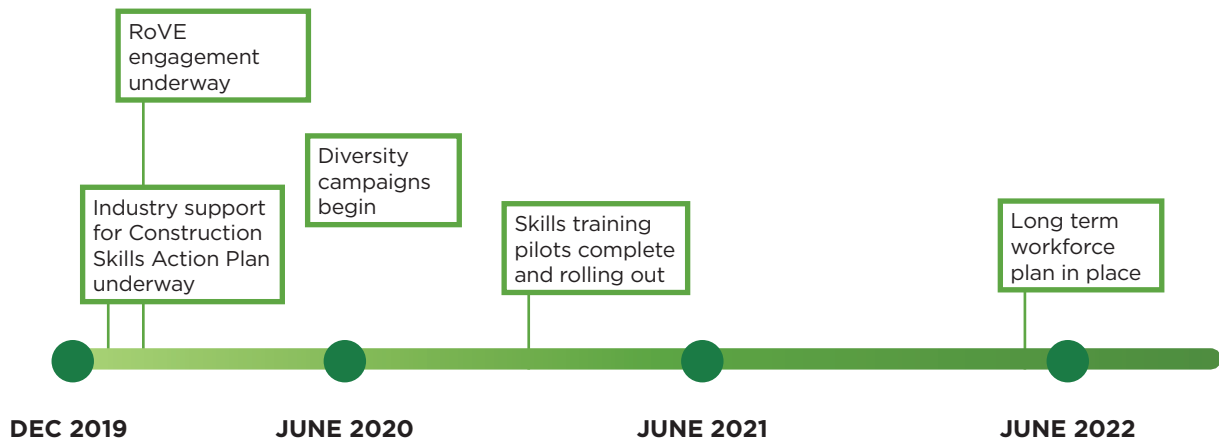 RoVE
engagement
underway
Industry support
for Construction
Skills Action Plan
underway
Diversity
campaigns
begin
Skills training
pilots complete
and rolling out
Long term
workforce
plan in place
DEC 2019
JUNE 2020
JUNE 2021
JUNE 2022